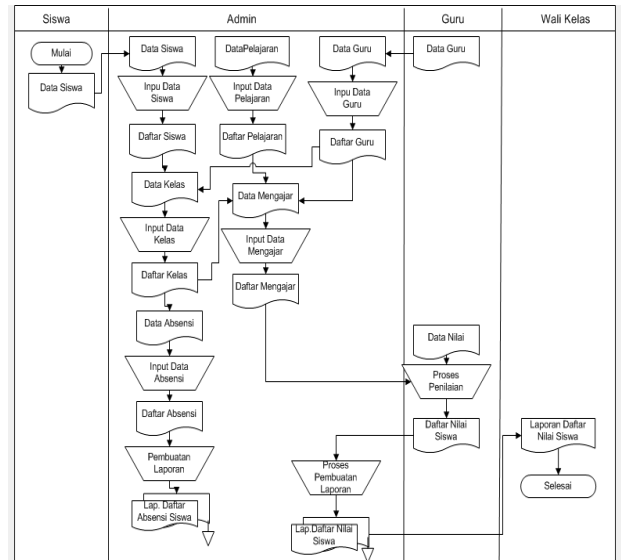 Siswa
Admin
Guru
Wali Kelas
Mulai
Data Siswa
Data Siswa
DataPelajaran
Data Guru
Data Guru
Inpu Data
Siswa
Input Data
Pelajaran
Inpu Data
Guru
Daftar Siswa
Daftar Pelajaran
Daftar Guru
Data Kelas
Data Mengajar
Input Data
Kelas
Input Data
Mengajar
Daftar Kelas
Daftar Mengajar
Data Absensi
Data Nilai
Input Data
Absensi
Proses
Penilaian
Daftar Absensi
Daftar Nilai
Siswa
Laporan Daftar
Nilai Siswa
Pembuatan
Laporan
Proses
Pembuatan
Laporan
Selesai
Lap. Daftar
Absensi Siswa
Lap.Daftar Nilai
Siswa